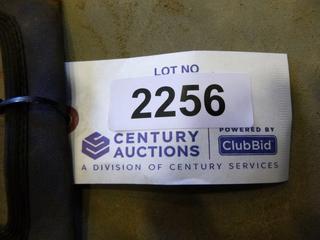 LOT NO
2256
CENTURY
AUCTIONS
POWERED BY
ClubBid
A DIVISION OF CENTURY SERVICES